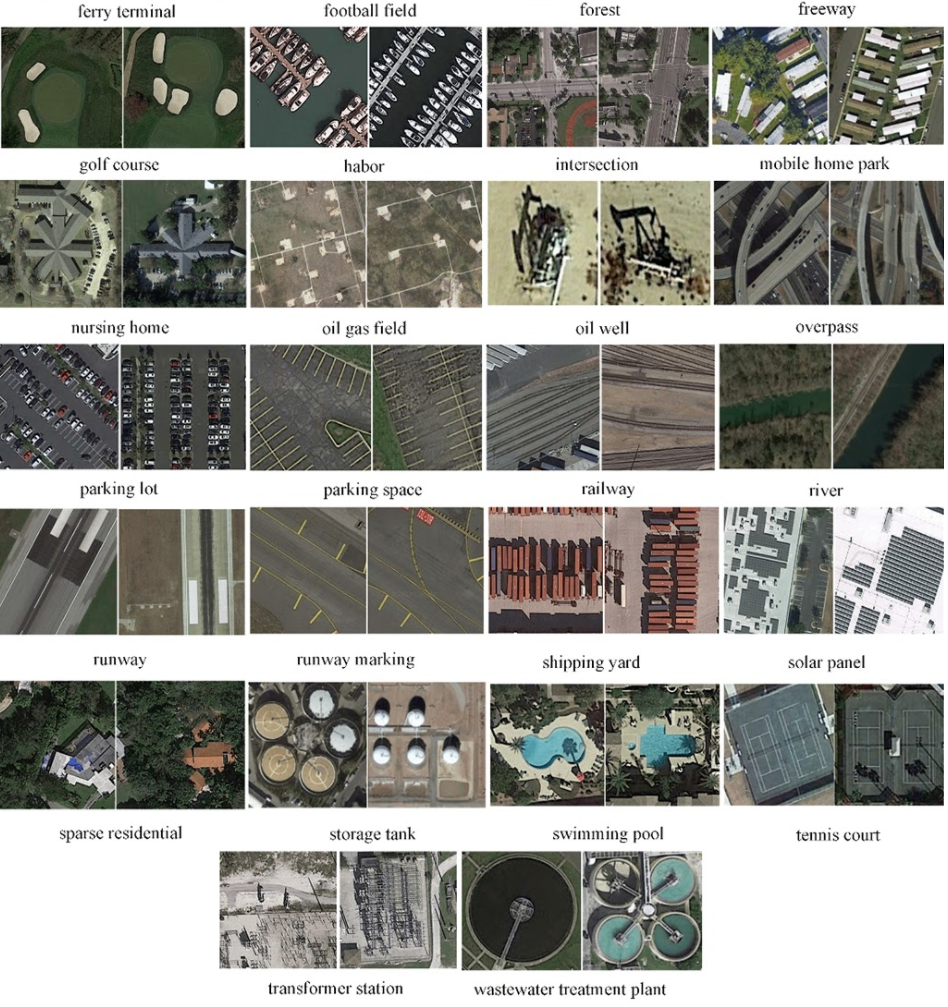 ferry terminal football field forest freeway
golf course habor intersection mobile home park
nursing home oil gas field oil well overpass
parking lot parking space railway river
runway runway marking shipping yard solar panel
sparse residential storage tank swimming pool tennis court
transformer station wastewater treatment plant